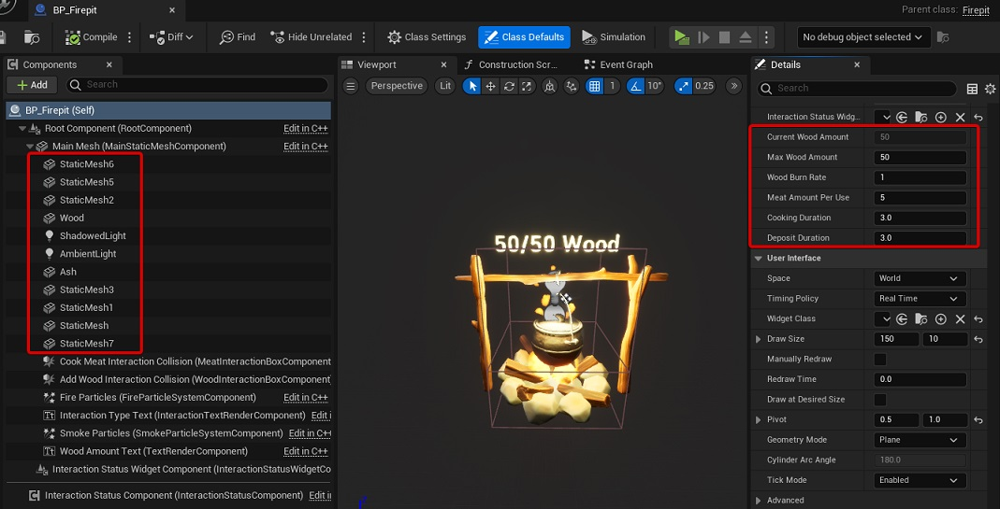 BP_Firepit
Parent class: Firepit
Compile
Diff
Find
Hide Unrelated
Class Settings
Class Defaults
Simulation
No debug object selected
Components
Add
Search
BP_Firepit (Self)
Root Component (RootComponent) Edit in C++
Main Mesh (MainStaticMeshComponent) Edit in C++
StaticMesh6
StaticMesh5
StaticMesh2
Wood
ShadowedLight
AmbientLight
Ash
StaticMesh3
StaticMesh1
StaticMesh
StaticMesh7
Cook Meat Interaction Collision (MeatInteractionBoxComponent
Add Wood Interaction Collision (WoodInteractionBoxComponent)
Fire Particles (FireParticleSystemComponent) Edit in C++
Interaction Type Text (InteractionTextRenderComponent) Edit i
Smoke Particles (SmokeParticleSystemComponent) Edit in C++
Wood Amount Text (TextRenderComponent) Edit in C++
Interaction Status Widget Component (InteractionStatusWidgetCo
Interaction Status Component (InteractionStatusComponent) Edit i
Viewport
Construction Scr...
Event Graph
Perspective
Lit
1
10°
0.25
50/50 Wood
Details
Search
Interaction Status Widg...
Current Wood Amount 50
Max Wood Amount 50
Wood Burn Rate 1
Meat Amount Per Use 5
Cooking Duration 3.0
Deposit Duration 3.0
User Interface
Space World
Timing Policy Real Time
Widget Class
Draw Size 150 10
Manually Redraw
Redraw Time 0.0
Draw at Desired Size
Pivot 0.5 1.0
Geometry Mode Plane
Cylinder Arc Angle 180.0
Tick Mode Enabled
Advanced